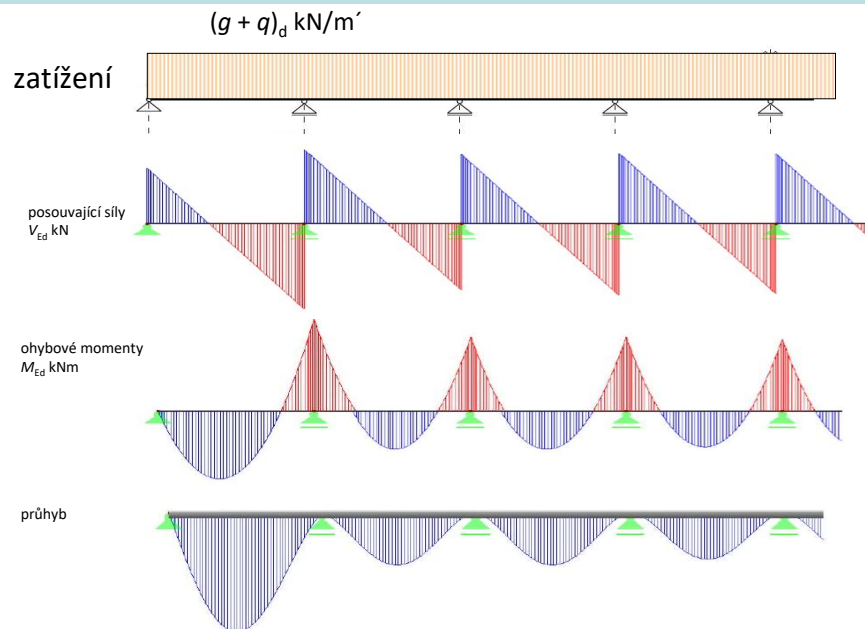 (g + q)d kN/m´
zatížení
posouvající síly
VEd kN
ohybové momenty
MEd kNm
průhyb